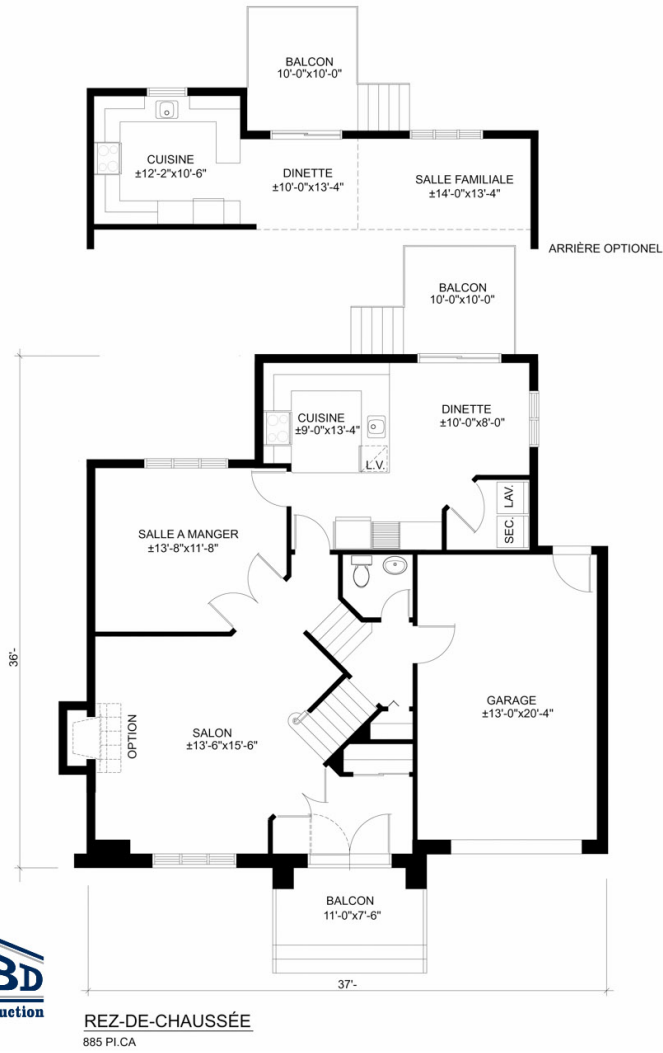 BALCON
10'-0"x10'-0"
CUISINE
±12'-2"x10'-6"
DINETTE
±10'-0"x13'-4"
SALLE FAMILIALE
±14'-0"x13'-4"
ARRIÈRE OPTIONEL
BALCON
10'-0"x10'-0"
CUISINE
±9'-0"x13'-4"
DINETTE
±10'-0"x8'-0"
L.V.
LAV.
SEC.
SALLE A MANGER
±13'-8"x11'-8"
36'-
GARAGE
±13'-0"x20'-4"
SALON
±13'-6"x15'-6"
OPTION
BALCON
11'-0"x7'-6"
37'-
REZ-DE-CHAUSSÉE
885 PI.CA